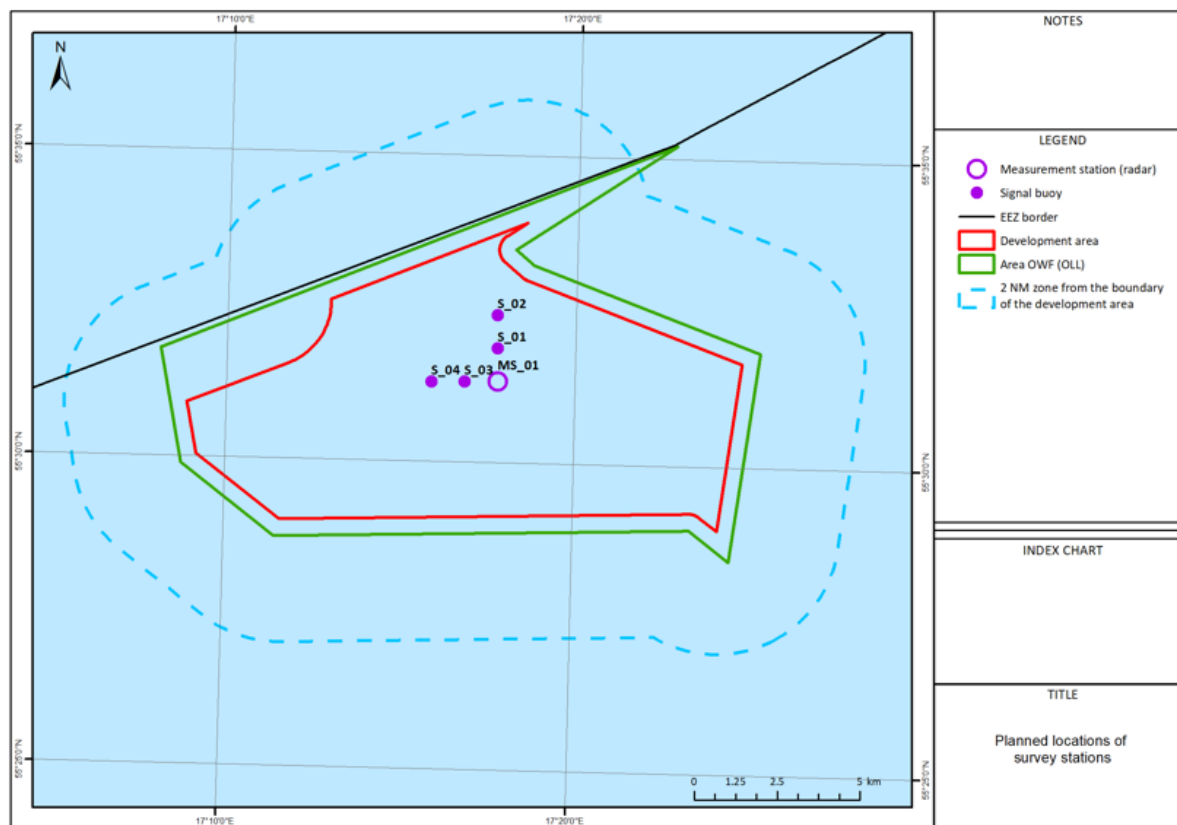 17°10'0"E
17°20'0"E
N
55°35'0"N
55°35'0"N
S_02
S_01
MS_01
S_04
S_03
55°30'0"N
55°30'0"N
55°25'0"N
55°25'0"N
0
1.25
2.5
5 km
17°10'0"E
17°20'0"E
NOTES
LEGEND
Measurement station (radar)
Signal buoy
EEZ border
Development area
Area OWF (OLL)
2 NM zone from the boundary
of the development area
INDEX CHART
TITLE
Planned locations of
survey stations